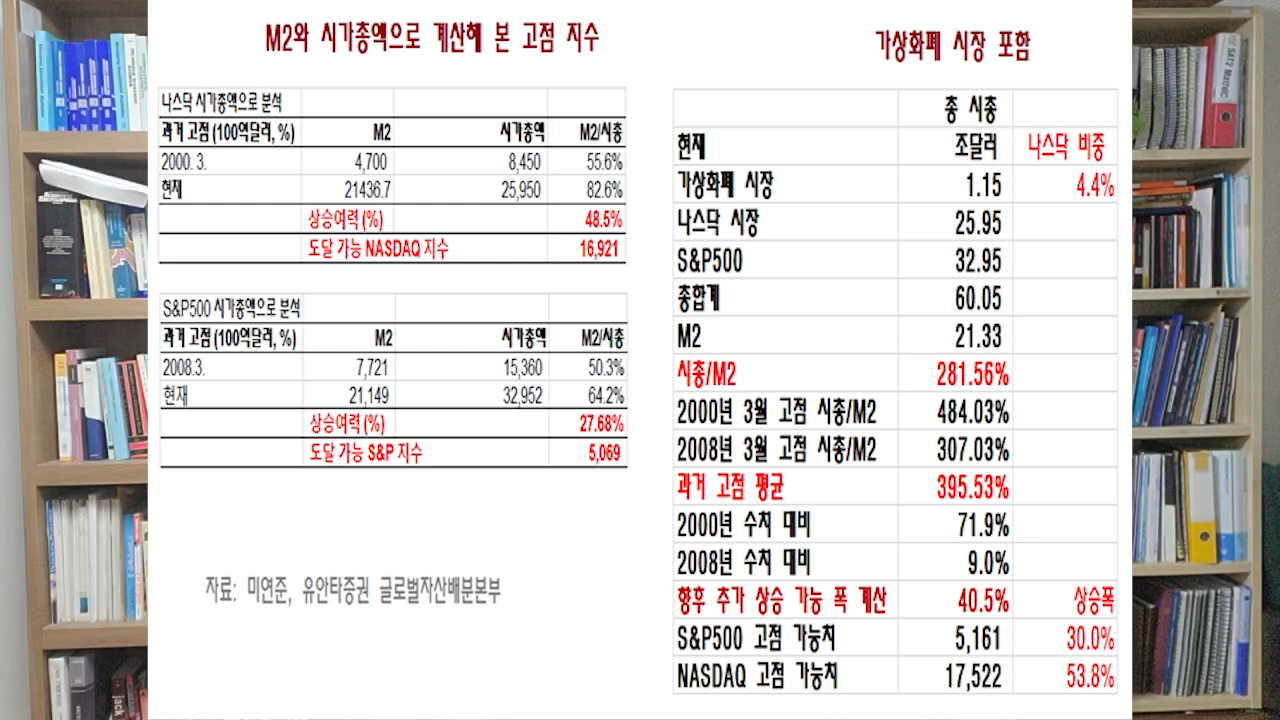 M2와 시가총액으로 계산해 본 고점 지수
나스닥 시가총액으로 분석
과거 고점 (100억달러, %) M2 시가총액 M2/시총
2000. 3. 4,700 8,450 55.6%
현재 21436.7 25,950 82.6%
상승여력 (%) 48.5%
도달 가능 NASDAQ 지수 16,921
S&P500 시가총액으로 분석
과거 고점 (100억달러, %) M2 시가총액 M2/시총
2008.3. 7,721 15,360 50.3%
현재 21,149 32,952 64.2%
상승여력 (%) 27.68%
도달 가능 S&P 지수 5,069
자료: 미연준, 유안타증권 글로벌자산배분본부
가상화폐 시장 포함
총 시총
현재 조달러 나스닥 비중
가상화폐 시장 1.15 4.4%
나스닥 시장 25.95
S&P500 32.95
총합계 60.05
M2 21.33
시총/M2 281.56%
2000년 3월 고점 시총/M2 484.03%
2008년 3월 고점 시총/M2 307.03%
과거 고점 평균 395.53%
2000년 수치 대비 71.9%
2008년 수치 대비 9.0%
향후 추가 상승 가능 폭 계산 40.5% 상승폭
S&P500 고점 가능치 5,161 30.0%
NASDAQ 고점 가능치 17,522 53.8%